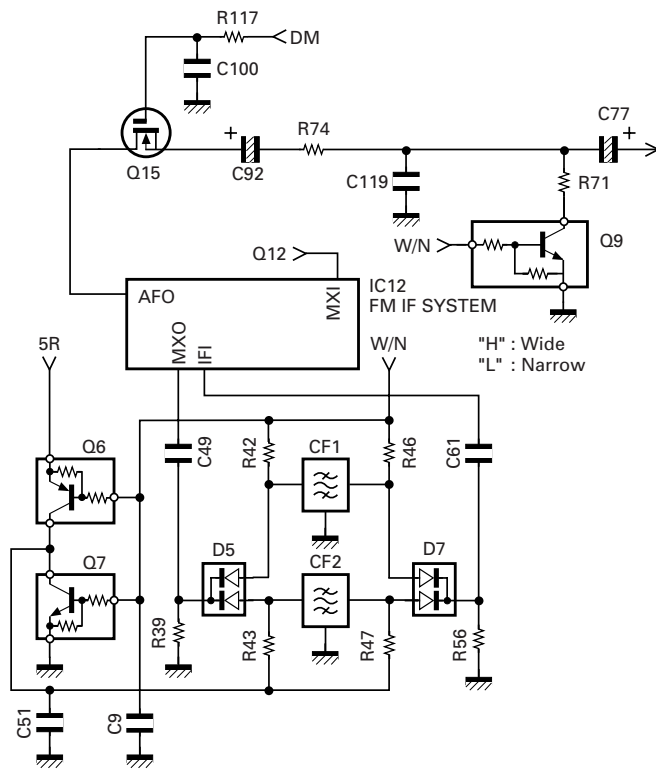 R117
DM
C100
Q15
+
C92
R74
C119
C77
+
R71
W/N
Q9
Q12
AFO
MXI
MXO
IFI
IC12
FM IF SYSTEM
"H" : Wide
"L" : Narrow
5R
W/N
Q6
C49
R42
CF1
R46
C61
Q7
D5
CF2
D7
R39
R43
R47
R56
C51
C9